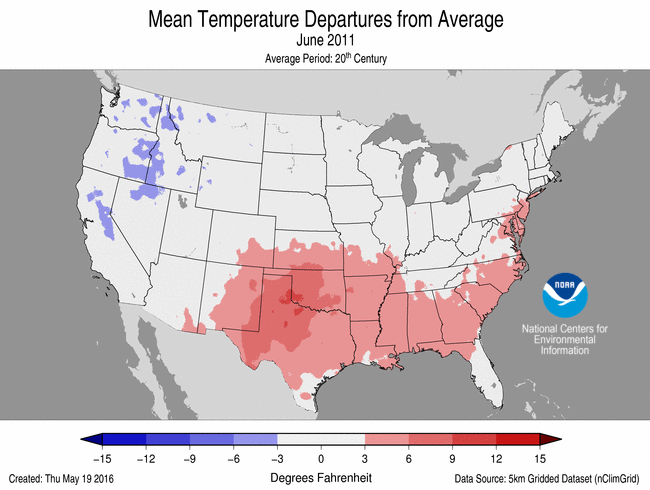 Mean Temperature Departures from Average
June 2011
Average Period: 20th Century
NOAA
National Centers for
Environmental
Information
−15 −12 −9 −6 −3 0 3 6 9 12 15
Created: Thu May 19 2016
Degrees Fahrenheit
Data Source: 5km Gridded Dataset (nClimGrid)